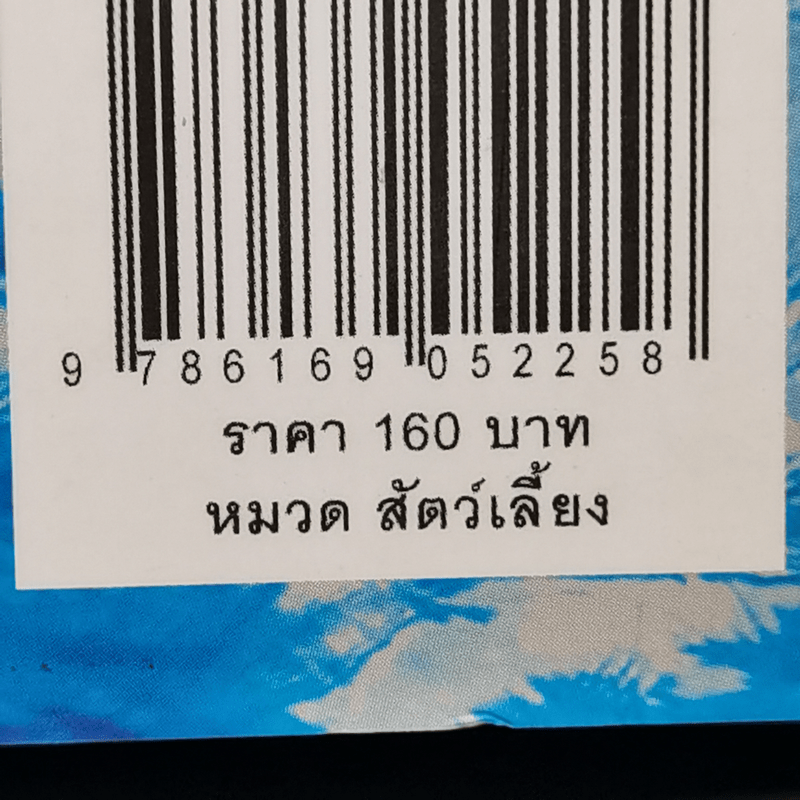 9 786169 052258
ราคา 160 บาท
หมวด สัตว์เลี้ยง